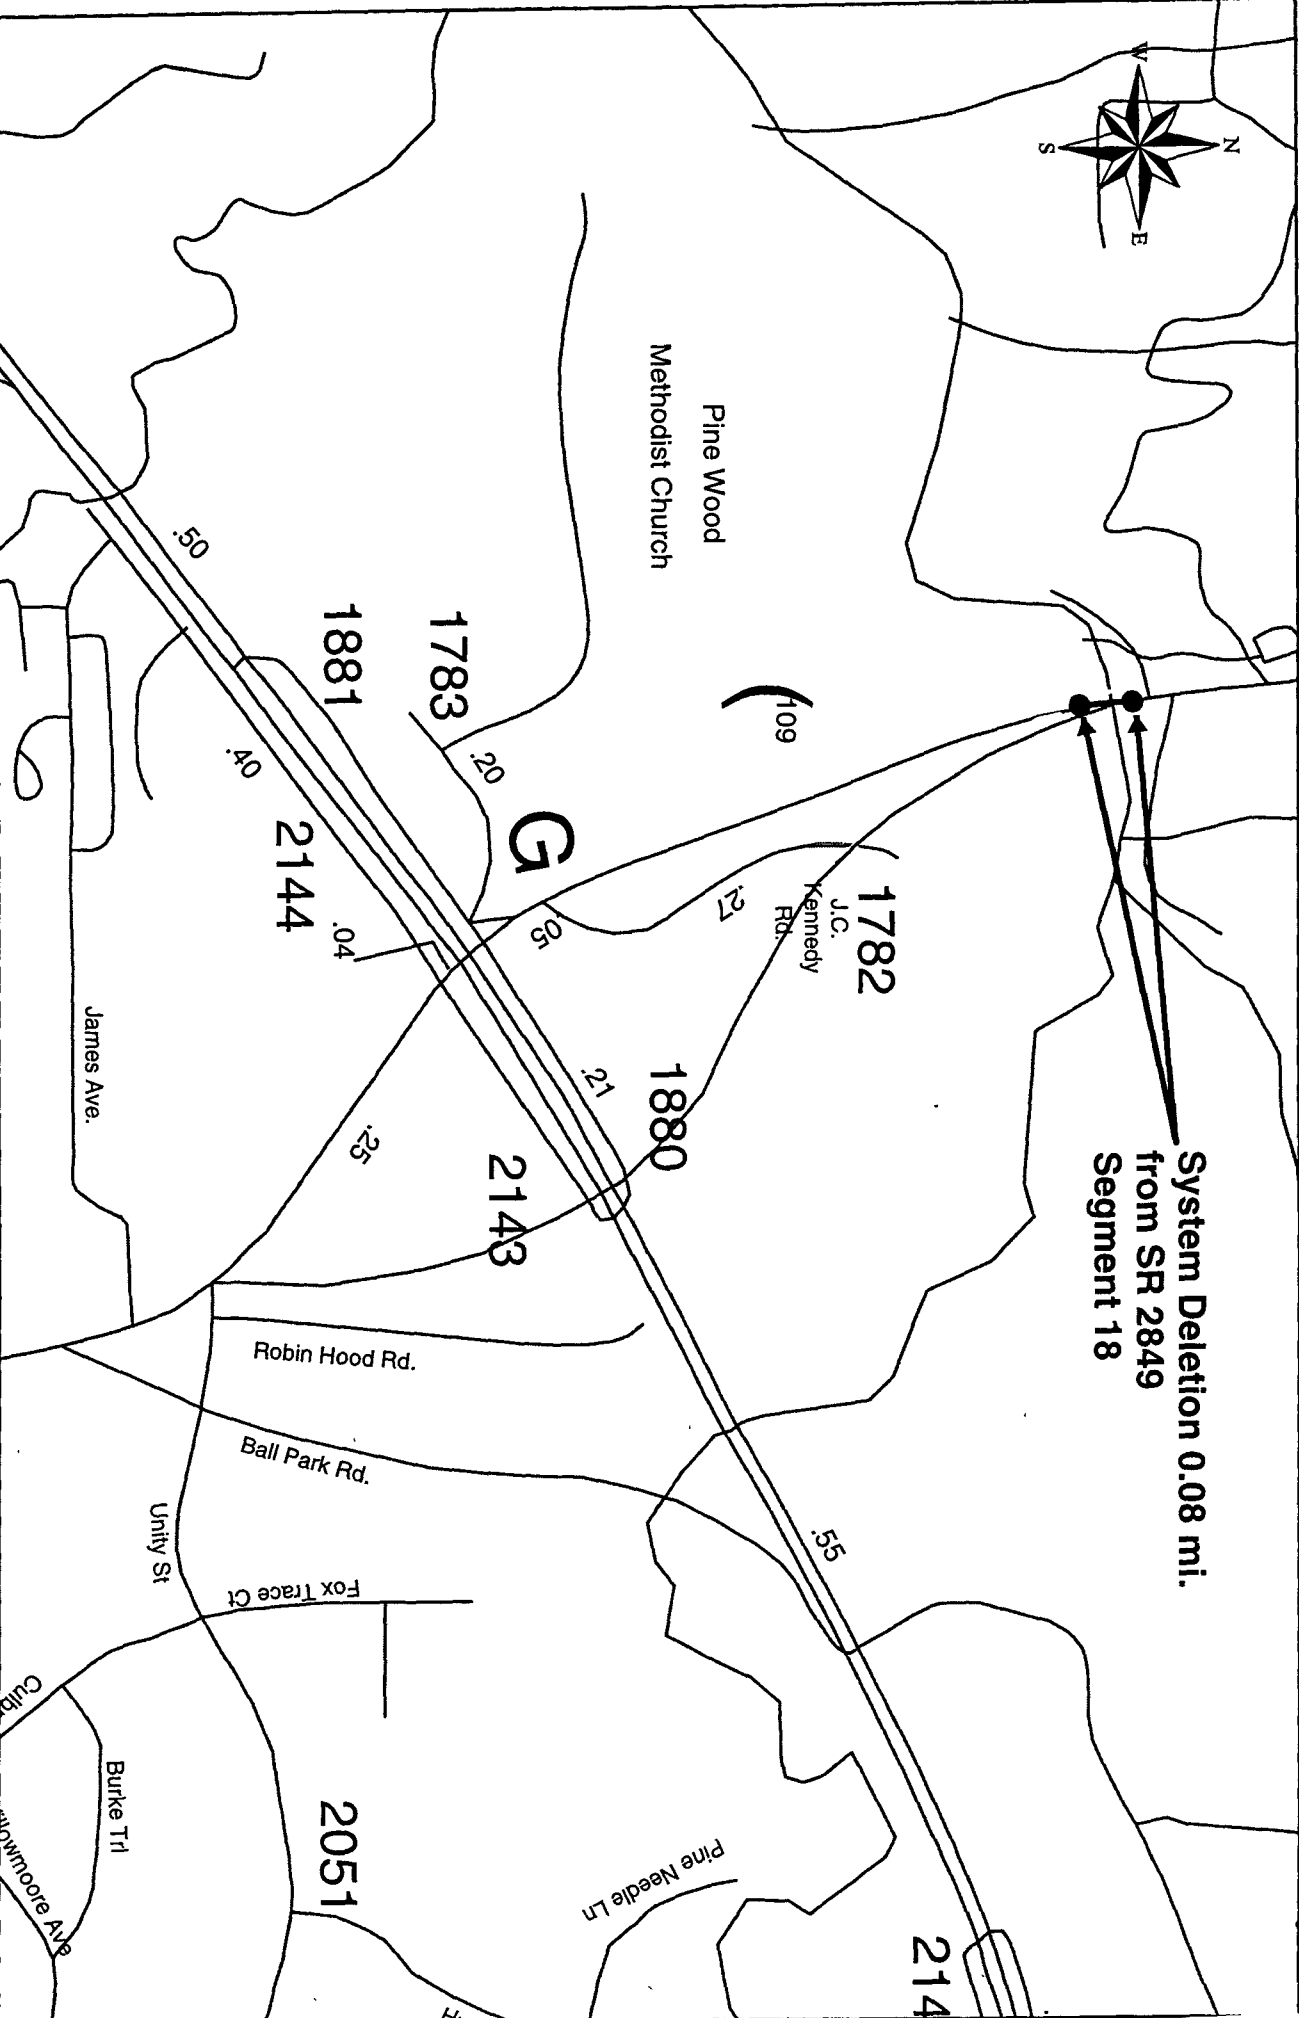 W
N
S
E
System Deletion 0.08 mi.
from SR 2849
Segment 18
Pine Wood
Methodist Church
109
1782
J.C.
Kennedy
Rd.
.27
.05
G
1783
.20
1881
.50
.40
2144
.04
.21
1880
.25
2143
James Ave.
Robin Hood Rd.
Ball Park Rd.
.55
Unity St
Fox Trace Ct
Burke Trl
2051
Pine Needle Ln
214